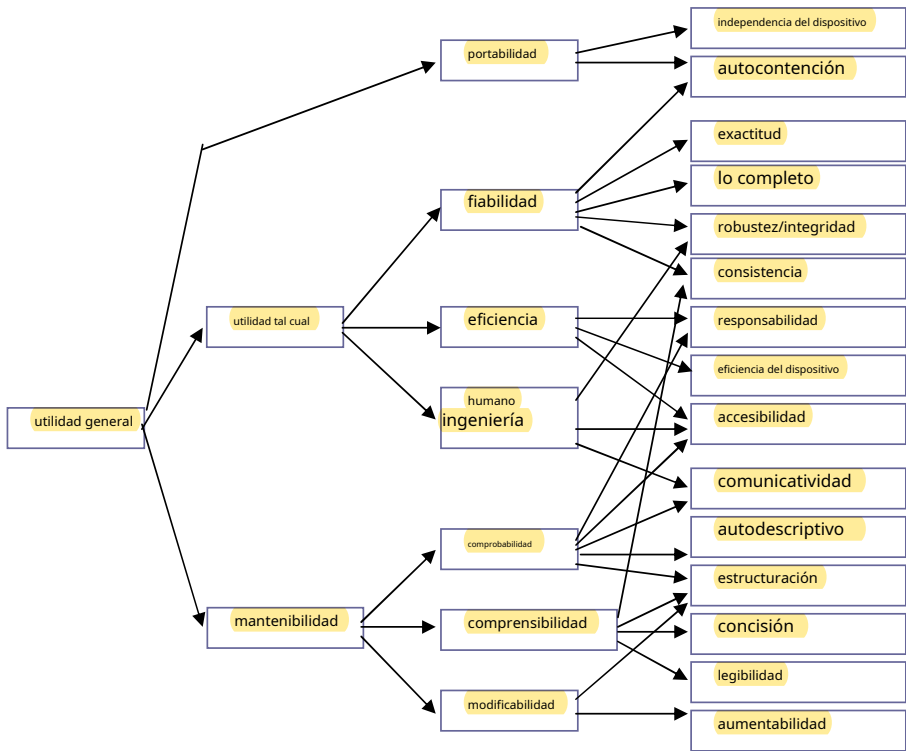 utilidad general
utilidad tal cual
mantenibilidad
portabilidad
fiabilidad
eficiencia
humano
ingeniería
comprobabilidad
comprensibilidad
modificabilidad
independencia del dispositivo
autocontención
exactitud
lo completo
robustez/integridad
consistencia
responsabilidad
eficiencia del dispositivo
accesibilidad
comunicatividad
autodescriptivo
estructuración
concisión
legibilidad
aumentabilidad